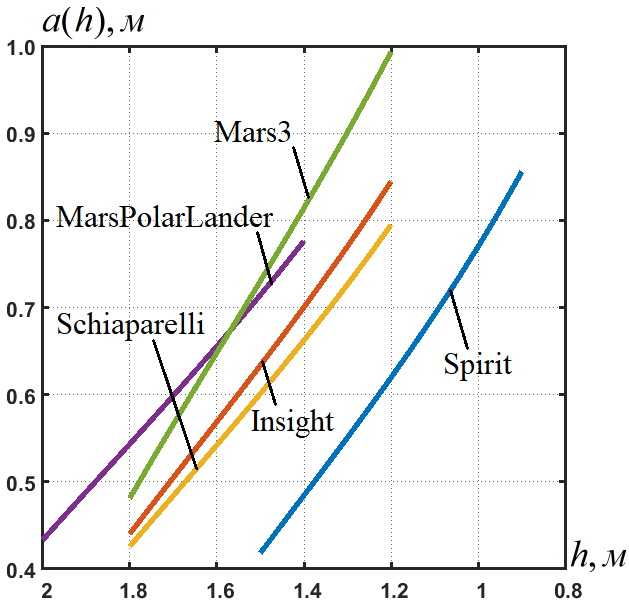 a(h), м
1.0
0.9
Mars3
0.8
MarsPolarLander
0.7
Schiaparelli
Spirit
0.6
Insight
0.5
0.4
h, м
2 1.8 1.6 1.4 1.2 1 0.8